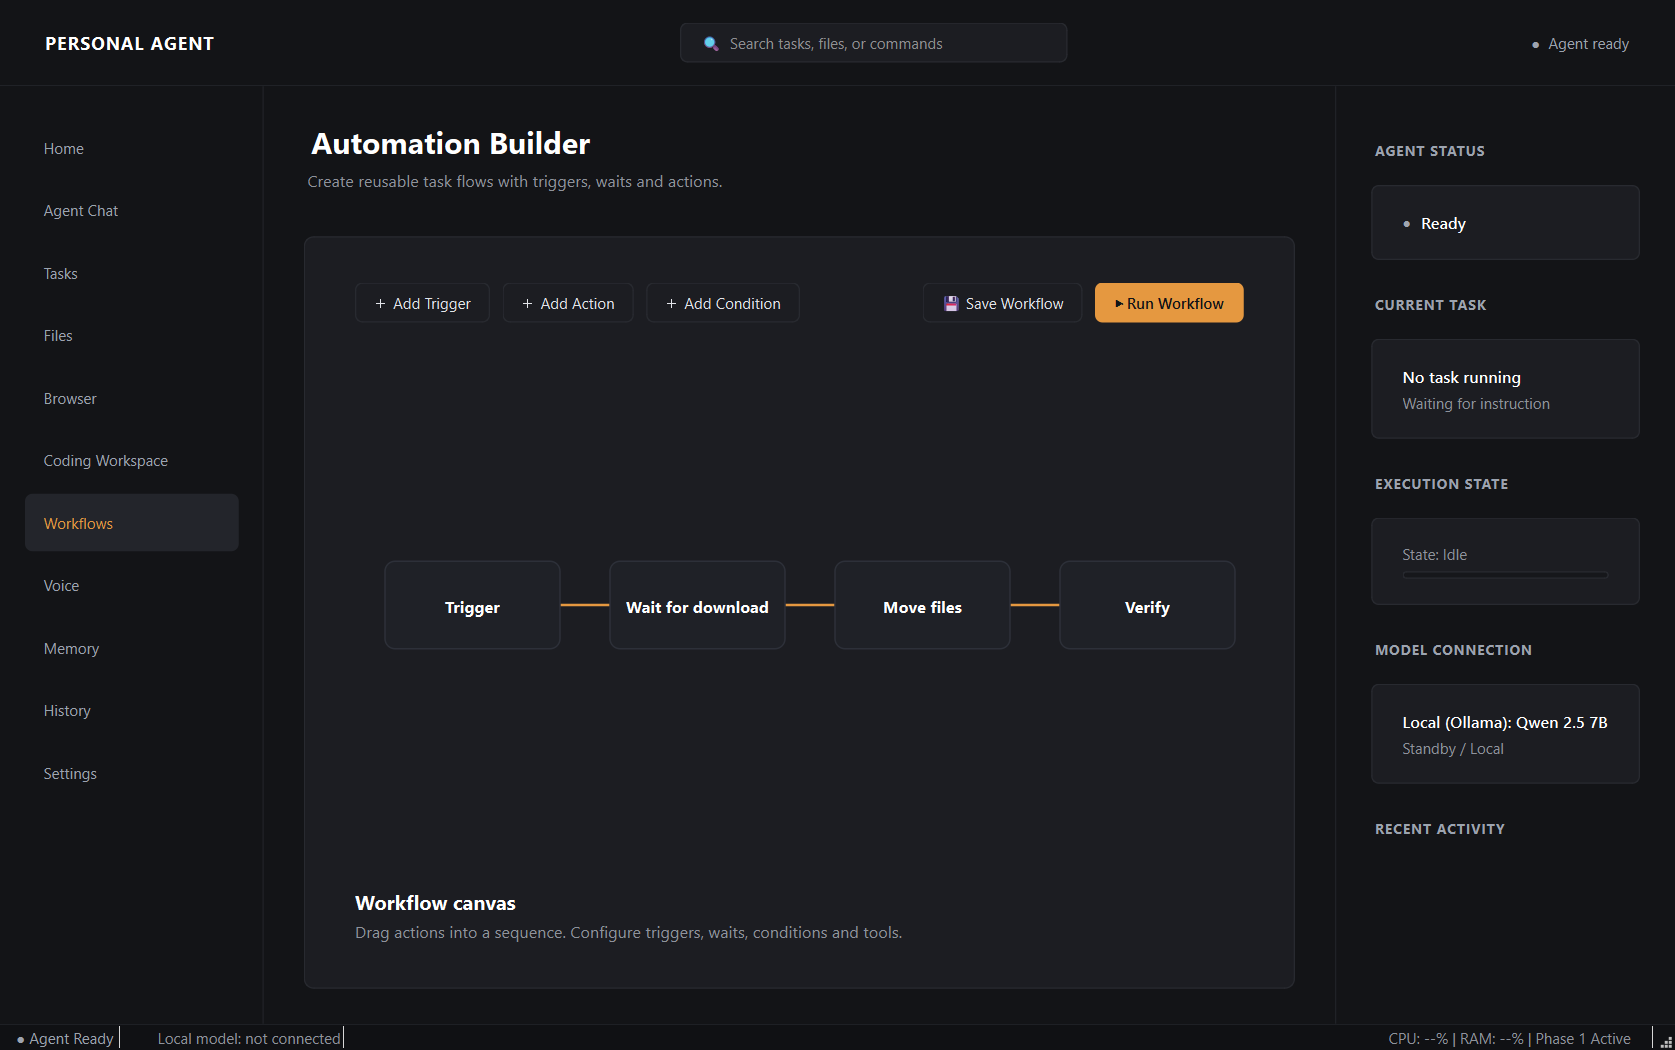 PERSONAL AGENT
Search tasks, files, or commands
● Agent ready
Home
Agent Chat
Tasks
Files
Browser
Coding Workspace
Workflows
Voice
Memory
History
Settings
Automation Builder
Create reusable task flows with triggers, waits and actions.
+ Add Trigger
+ Add Action
+ Add Condition
💾 Save Workflow
▶ Run Workflow
Trigger
Wait for download
Move files
Verify
Workflow canvas
Drag actions into a sequence. Configure triggers, waits, conditions and tools.
AGENT STATUS
● Ready
CURRENT TASK
No task running
Waiting for instruction
EXECUTION STATE
State: Idle
MODEL CONNECTION
Local (Ollama): Qwen 2.5 7B
Standby / Local
RECENT ACTIVITY
● Agent Ready
Local model: not connected
CPU: --% | RAM: --% | Phase 1 Active